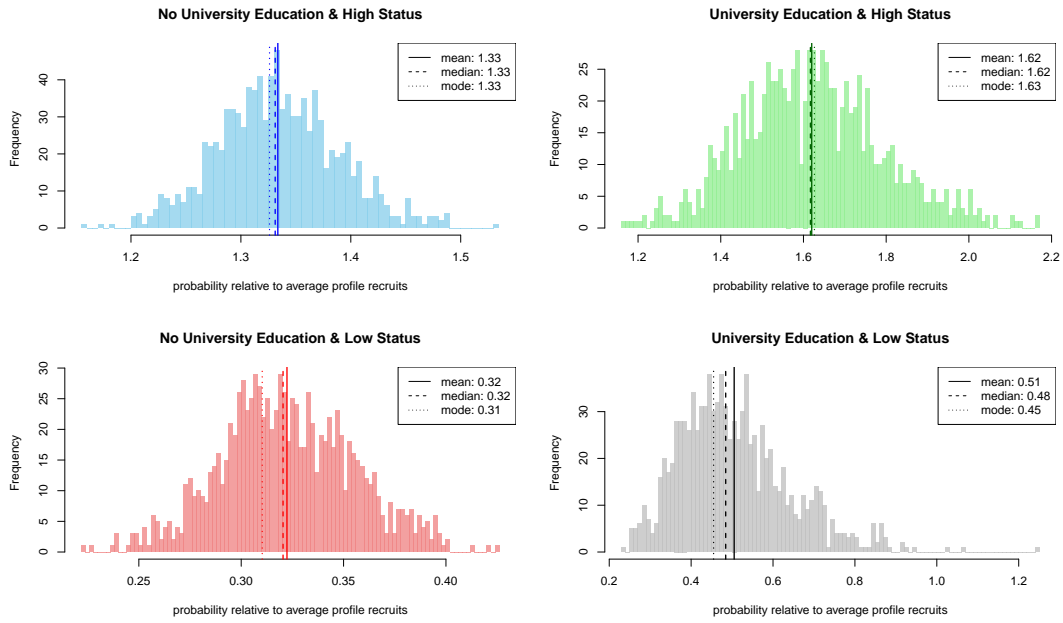 No University Education & High Status
mean: 1.33
median: 1.33
mode: 1.33
Frequency
0
10
20
30
40
1.2
1.3
1.4
1.5
probability relative to average profile recruits
University Education & High Status
mean: 1.62
median: 1.62
mode: 1.63
Frequency
0
5
10
15
20
25
1.2
1.4
1.6
1.8
2.0
2.2
probability relative to average profile recruits
No University Education & Low Status
mean: 0.32
median: 0.32
mode: 0.31
Frequency
0
5
10
15
20
25
30
0.25
0.30
0.35
0.40
probability relative to average profile recruits
University Education & Low Status
mean: 0.51
median: 0.48
mode: 0.45
Frequency
0
10
20
30
0.2
0.4
0.6
0.8
1.0
1.2
probability relative to average profile recruits